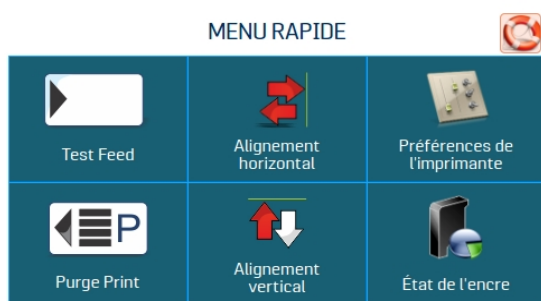 MENU RAPIDE
Test Feed
Alignement
horizontal
Préférences de
l'imprimante
P
Purge Print
Alignement
vertical
État de l'encre